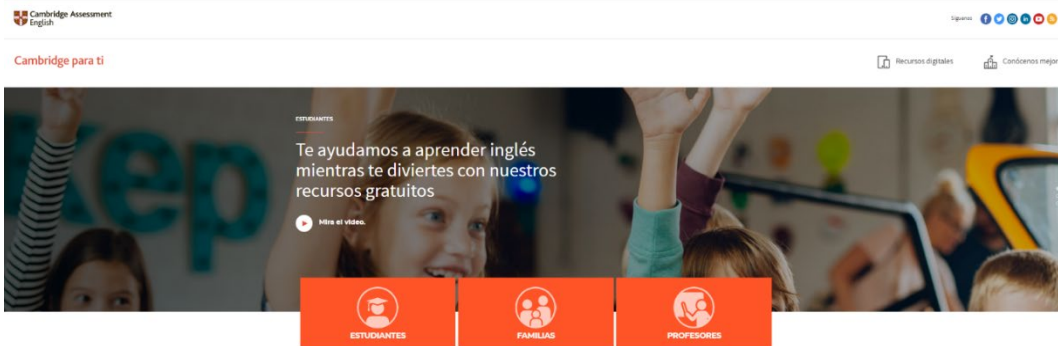 Cambridge Assessment
English
Síguenos
Cambridge para ti
Recursos digitales
Conócenos mejor
Kep
ESTUDIANTES
Te ayudamos a aprender inglés
mientras te diviertes con nuestros
recursos gratuitos
Mira el vídeo.
ESTUDIANTES
FAMILIAS
PROFESORES